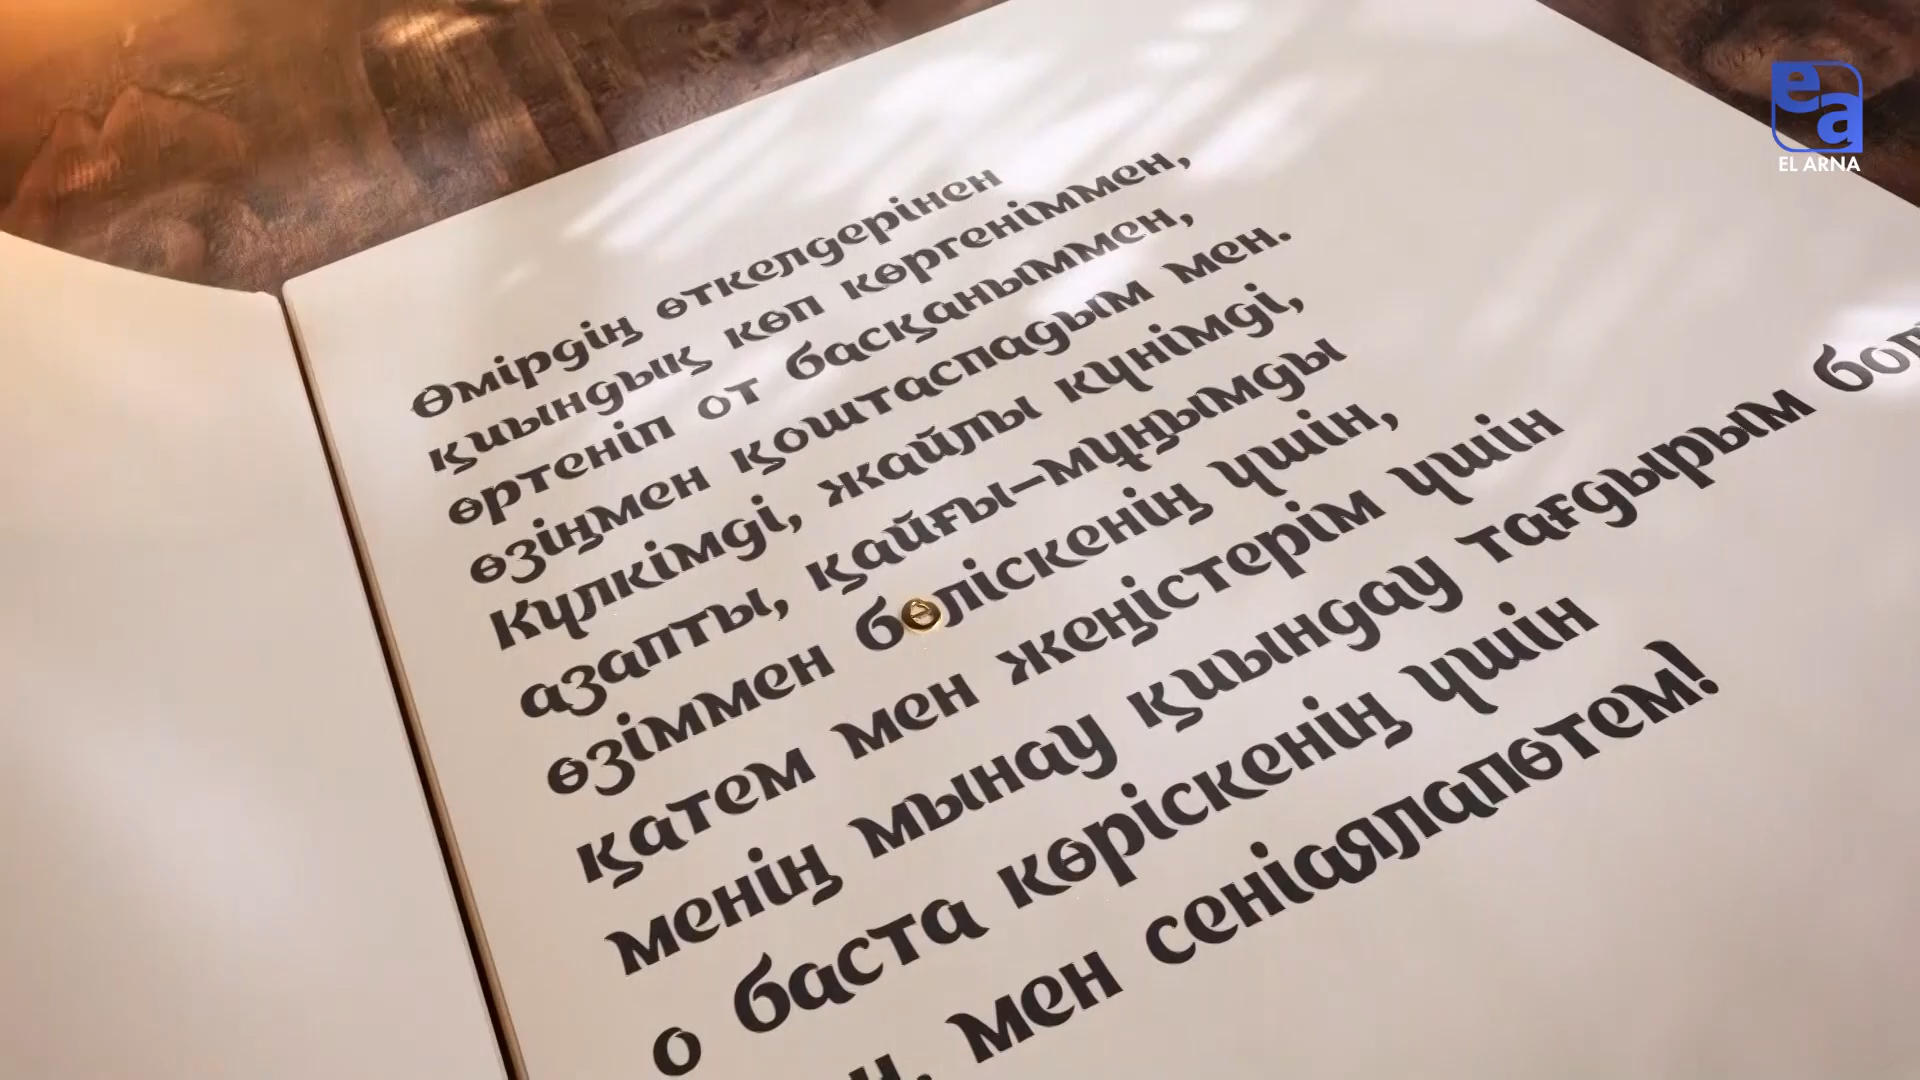 Өмірдің өткелдерінен
қиындық көп көргеніммен,
өртеніп от басқаныммен,
өзіңмен қоштаспадым мен.
Күлкімді, жайлы күнімді,
азапты, қайғы–мұңымды
өзіммен бөліскенің үшін,
қатем мен жеңістерім үшін
менің мынау қиындау тағдырым
о баста көріскенің үшін
мен сеніаялапөтем!
ea
EL ARNA